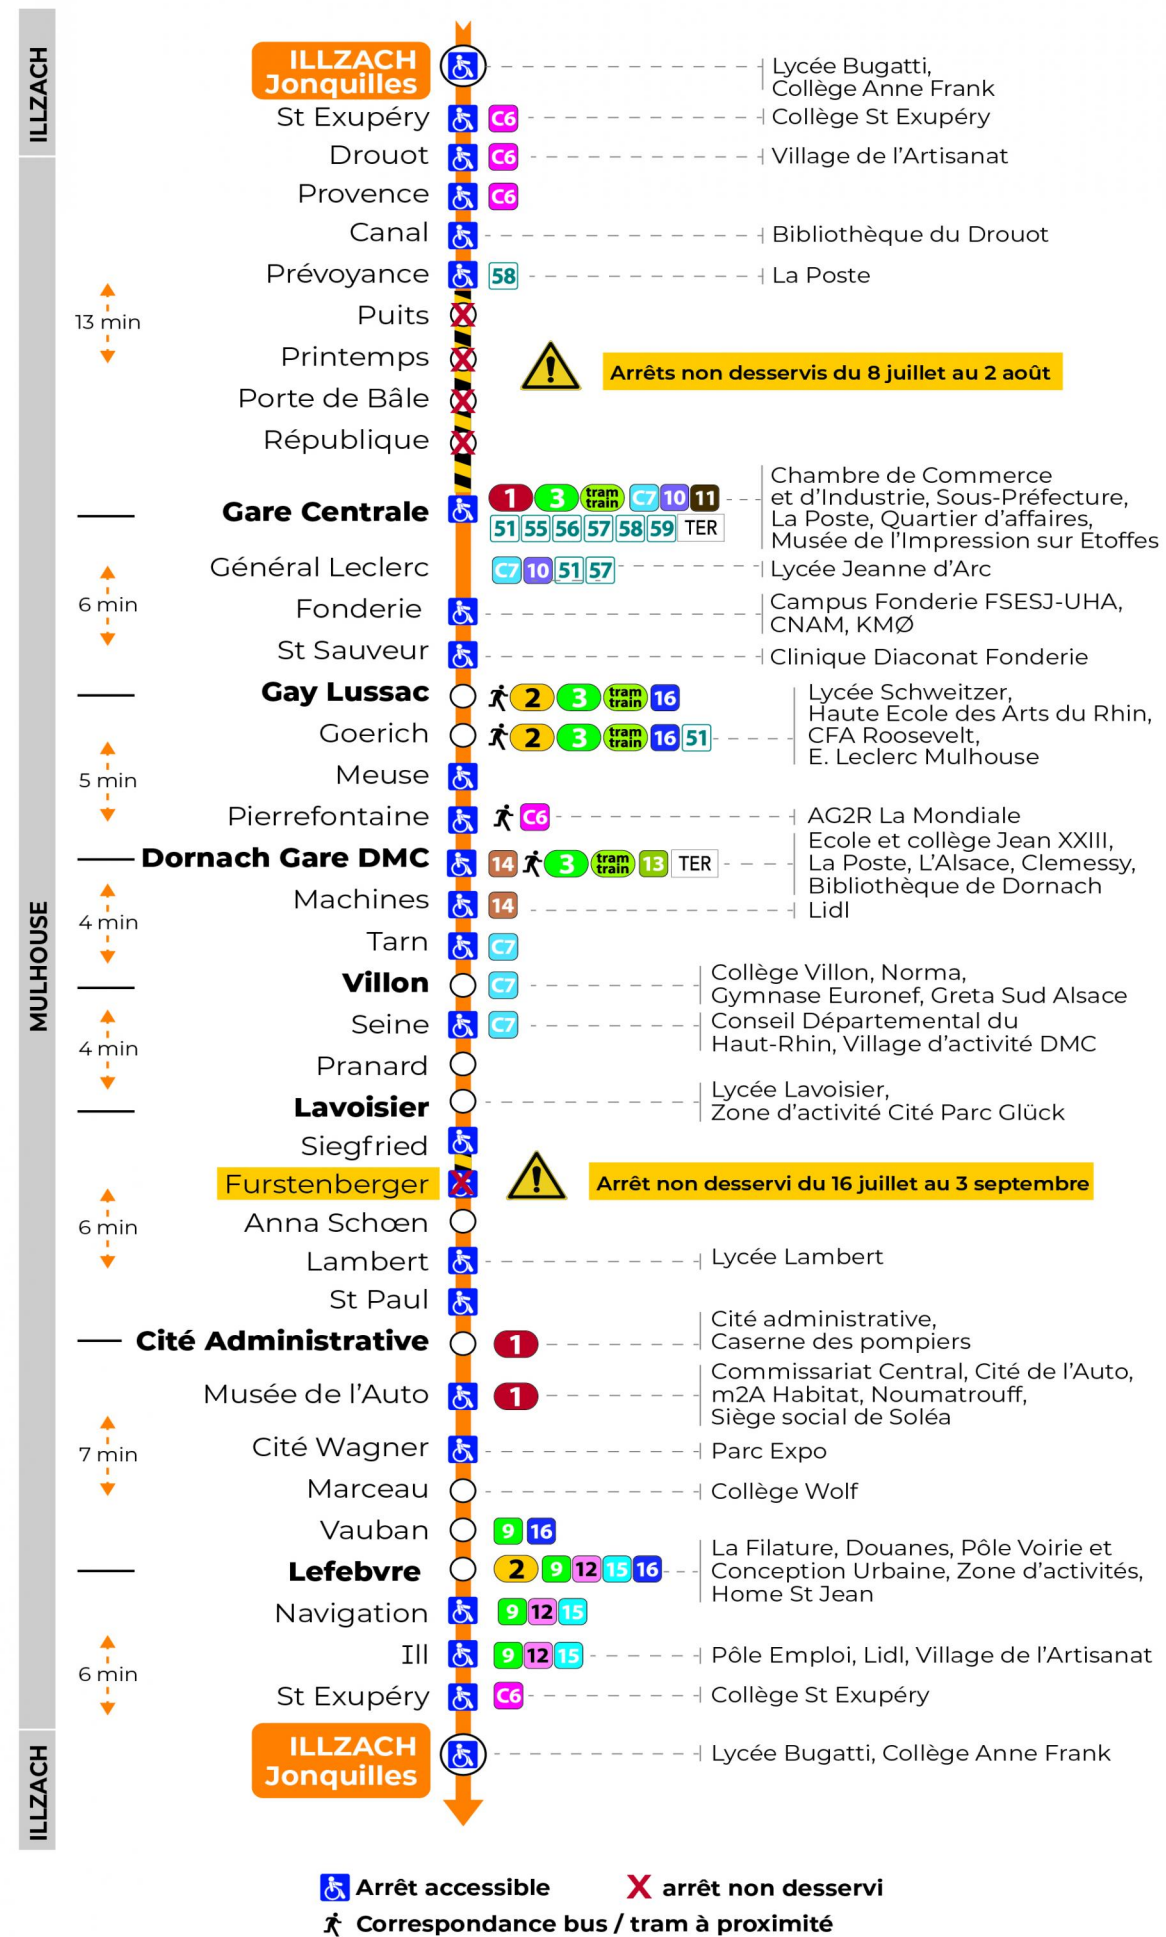 ILLZACH
ILLZACH
Jonquilles
Lycée Bugatti,
Collège Anne Frank
St Exupéry C6 Collège St Exupéry
Drouot C6 Village de l'Artisanat
Provence C6
Canal Bibliothèque du Drouot
Prévoyance 58 La Poste
13 min
Puits
Printemps
Arrêts non desservis du 8 juillet au 2 août
Porte de Bâle
République
Gare Centrale
1 3 tram train C7 10 11
51 55 56 57 58 59 TER
Chambre de Commerce
et d'Industrie, Sous-Préfecture,
La Poste, Quartier d'affaires,
Musée de l'Impression sur Etoffes
Général Leclerc C7 10 51 57 Lycée Jeanne d'Arc
6 min
Fonderie
Campus Fonderie FSESJ-UHA,
CNAM, KMØ
St Sauveur Clinique Diaconat Fonderie
Gay Lussac 2 3 tram train 16
Goerich 2 3 tram train 16 51
Lycée Schweitzer,
Haute Ecole des Arts du Rhin,
CFA Roosevelt,
E. Leclerc Mulhouse
5 min
Meuse
Pierrefontaine C6 AG2R La Mondiale
Dornach Gare DMC 14 3 tram train 13 TER
Ecole et collège Jean XXIII,
La Poste, L'Alsace, Clemessy,
Bibliothèque de Dornach
MULHOUSE
4 min
Machines 14 Lidl
Tarn C7
Villon C7
Collège Villon, Norma,
Gymnase Euronef, Greta Sud Alsace
4 min
Seine C7
Conseil Départemental du
Haut-Rhin, Village d'activité DMC
Pranard
Lavoisier
Lycée Lavoisier,
Zone d'activité Cité Parc Glück
Siegfried
Furstenberger Arrêt non desservi du 16 juillet au 3 septembre
6 min
Anna Schœn
Lambert Lycée Lambert
St Paul
Cité Administrative 1
Cité administrative,
Caserne des pompiers
Musée de l'Auto 1
Commissariat Central, Cité de l'Auto,
m2A Habitat, Noumatrouff,
Siège social de Soléa
7 min
Cité Wagner Parc Expo
Marceau Collège Wolf
Vauban 9 16
Lefebvre 2 9 12 15 16
La Filature, Douanes, Pôle Voirie et
Conception Urbaine, Zone d'activités,
Home St Jean
Navigation 9 12 15
6 min
Ill 9 12 15 Pôle Emploi, Lidl, Village de l'Artisanat
St Exupéry C6 Collège St Exupéry
ILLZACH
ILLZACH
Jonquilles
Lycée Bugatti, Collège Anne Frank
Arrêt accessible
arrêt non desservi
Correspondance bus / tram à proximité